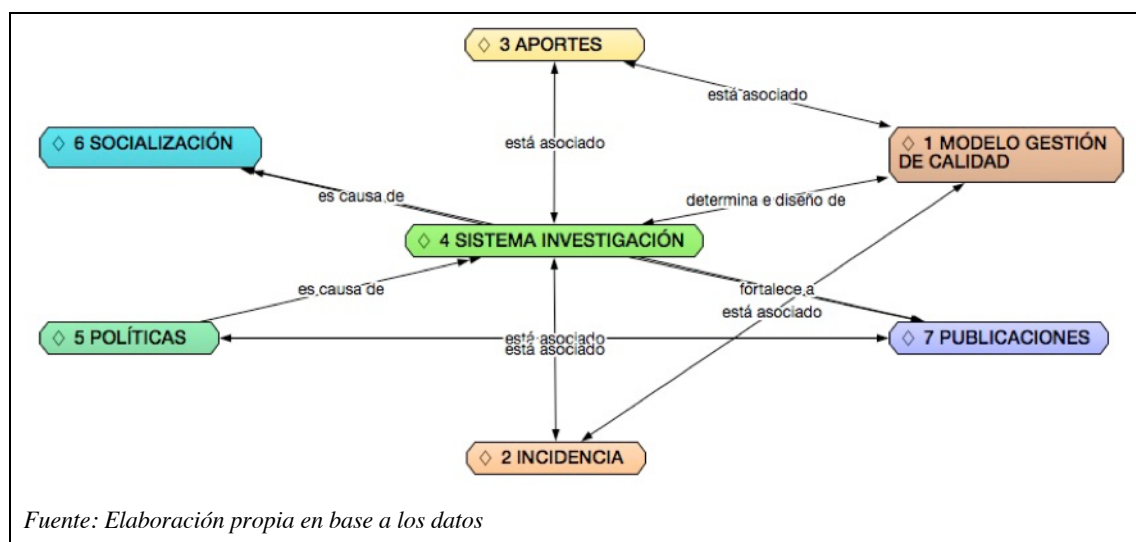 ◇ 3 APORTES
está asociado
◇ 6 SOCIALIZACIÓN
está asociado
◇ 1 MODELO GESTIÓN
DE CALIDAD
es causa de
determina e diseño de
◇ 4 SISTEMA INVESTIGACIÓN
es causa de
fortalece a
está asociado
◇ 5 POLÍTICAS
está asociado
está asociado
◇ 7 PUBLICACIONES
◇ 2 INCIDENCIA
Fuente: Elaboración propia en base a los datos